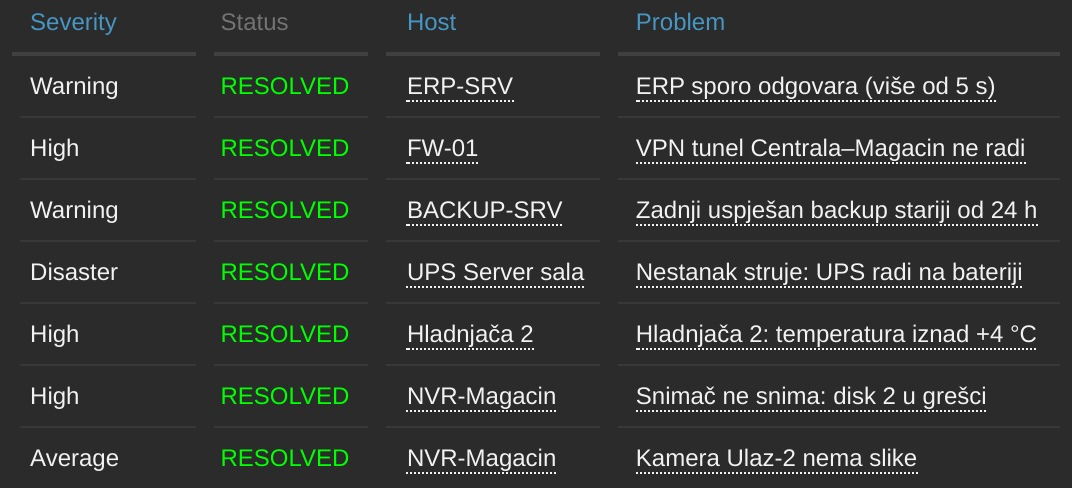 Severity Status Host Problem
Warning RESOLVED ERP-SRV ERP sporo odgovara (više od 5 s)
High RESOLVED FW-01 VPN tunel Centrala–Magacin ne radi
Warning RESOLVED BACKUP-SRV Zadnji uspješan backup stariji od 24 h
Disaster RESOLVED UPS Server sala Nestanak struje: UPS radi na bateriji
High RESOLVED Hladnjača 2 Hladnjača 2: temperatura iznad +4 °C
High RESOLVED NVR-Magacin Snimač ne snima: disk 2 u grešci
Average RESOLVED NVR-Magacin Kamera Ulaz-2 nema slike